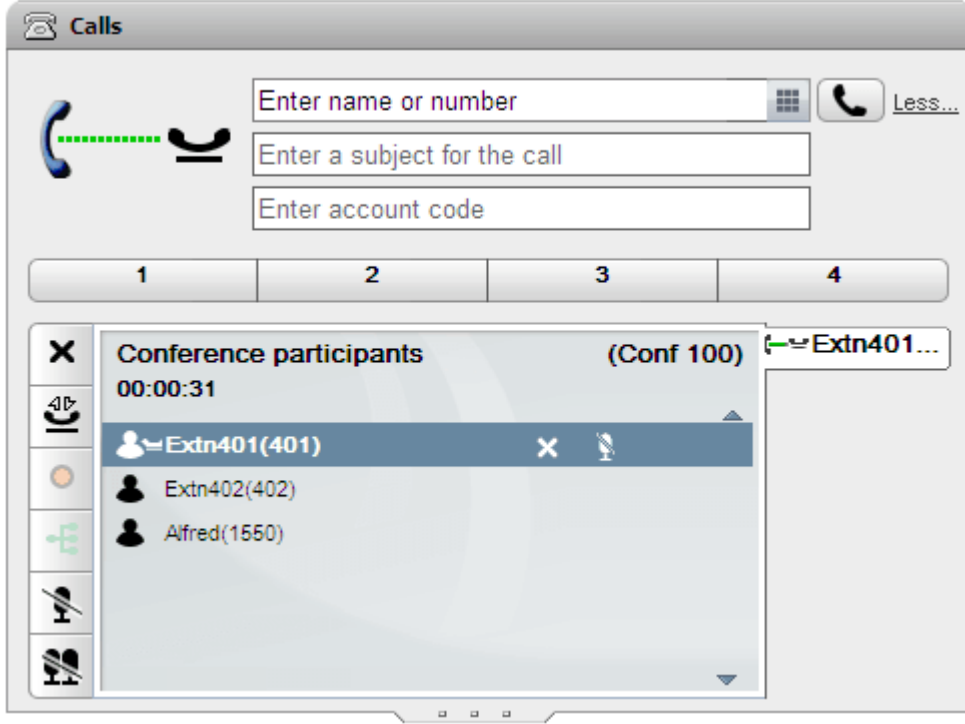 Calls
Enter name or number
Less...
Enter a subject for the call
Enter account code
1 2 3 4
Conference participants (Conf 100)
Extn401...
00:00:31
Extn401(401)
Extn402(402)
Alfred(1550)